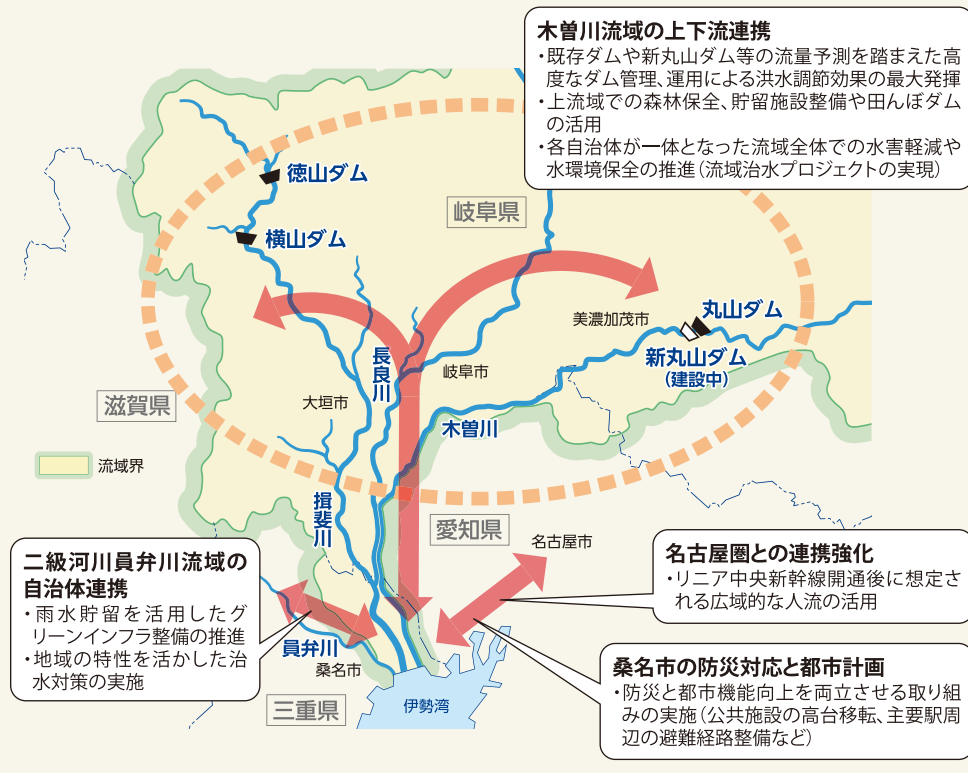 木曽川流域の上下流連携
・既存ダムや新丸山ダム等の流量予測を踏まえた高
度なダム管理、運用による洪水調節効果の最大発揮
・上流域での森林保全、貯留施設整備や田んぼダム
の活用
・各自治体が一体となった流域全体での水害軽減や
水環境保全の推進(流域治水プロジェクトの実現)
徳山ダム
岐阜県
横山ダム
丸山ダム
美濃加茂市
新丸山ダム
(建設中)
長良川
岐阜市
大垣市
滋賀県
木曽川
流域界
揖斐川
愛知県
名古屋市
二級河川員弁川流域の
自治体連携
・雨水貯留を活用したグ
リーンインフラ整備の推進
・地域の特性を活かした治
水対策の実施
名古屋圏との連携強化
・リニア中央新幹線開通後に想定さ
れる広域的な人流の活用
員弁川
桑名市
三重県
伊勢湾
桑名市の防災対応と都市計画
・防災と都市機能向上を両立させる取り組
みの実施(公共施設の高台移転、主要駅周
辺の避難経路整備など)